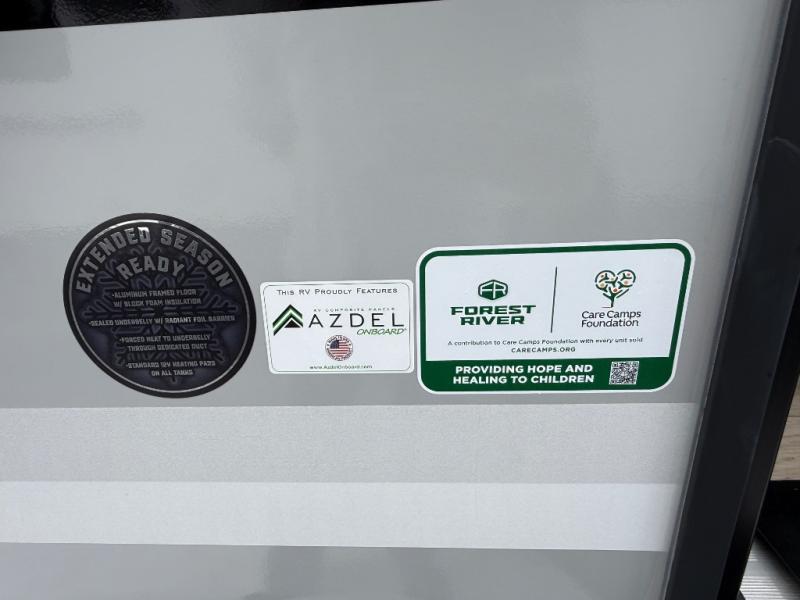 EXTENDED SEASON
READY
-ALUMINUM FRAMED FLOOR
W/ BLOCK FOAM INSULATION
-SEALED UNDERBELLY W/ RADIANT FOIL BARRIER
-FORCED HEAT TO UNDERBELLY
THROUGH DEDICATED DUCT
-STANDARD 12V HEATING PADS
ON ALL TANKS
THIS RV PROUDLY FEATURES
RV COMPOSITE PANELS
AZDEL
ONBOARD®
www.AzdelOnboard.com
FR
FOREST
RIVER
Care Camps
Foundation
A contribution to Care Camps Foundation with every unit sold
CARECAMPS.ORG
PROVIDING HOPE AND
HEALING TO CHILDREN